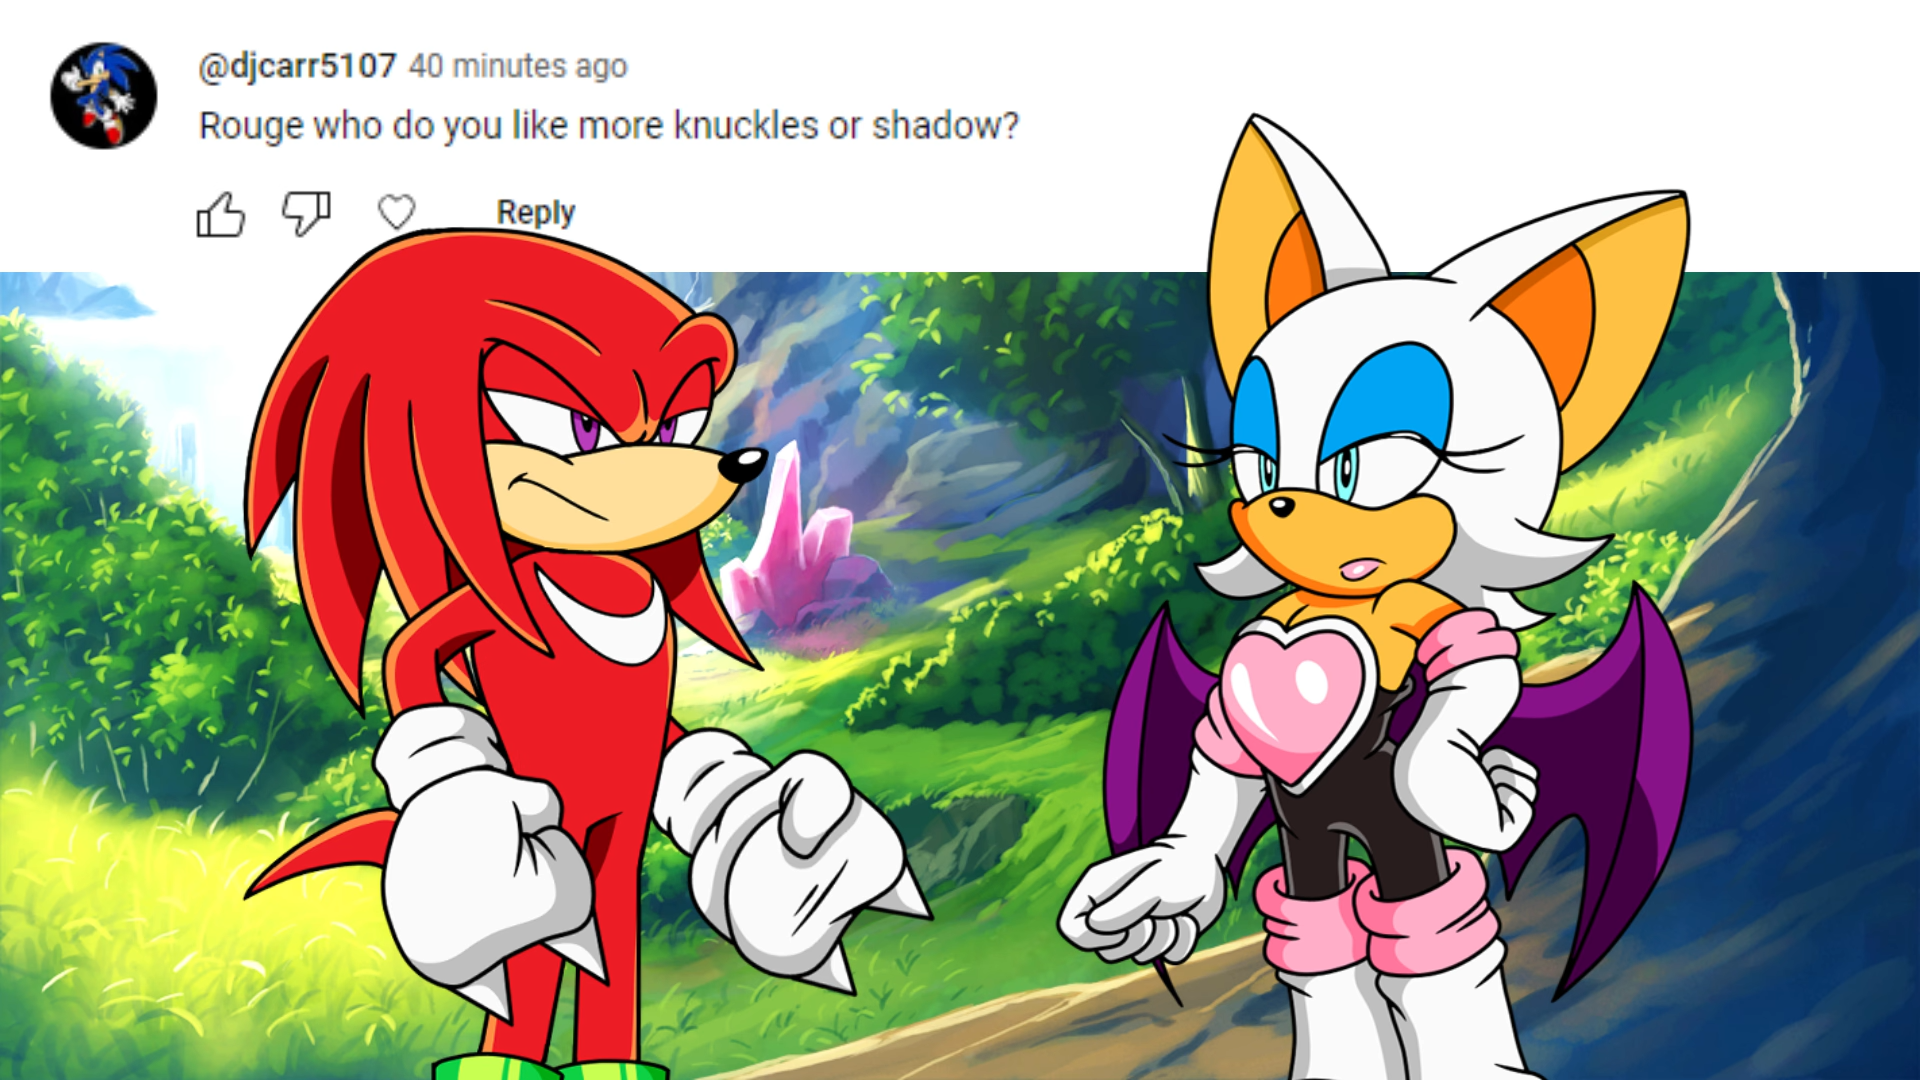 @djcarr5107 40 minutes ago
Rouge who do you like more knuckles or shadow?
Reply